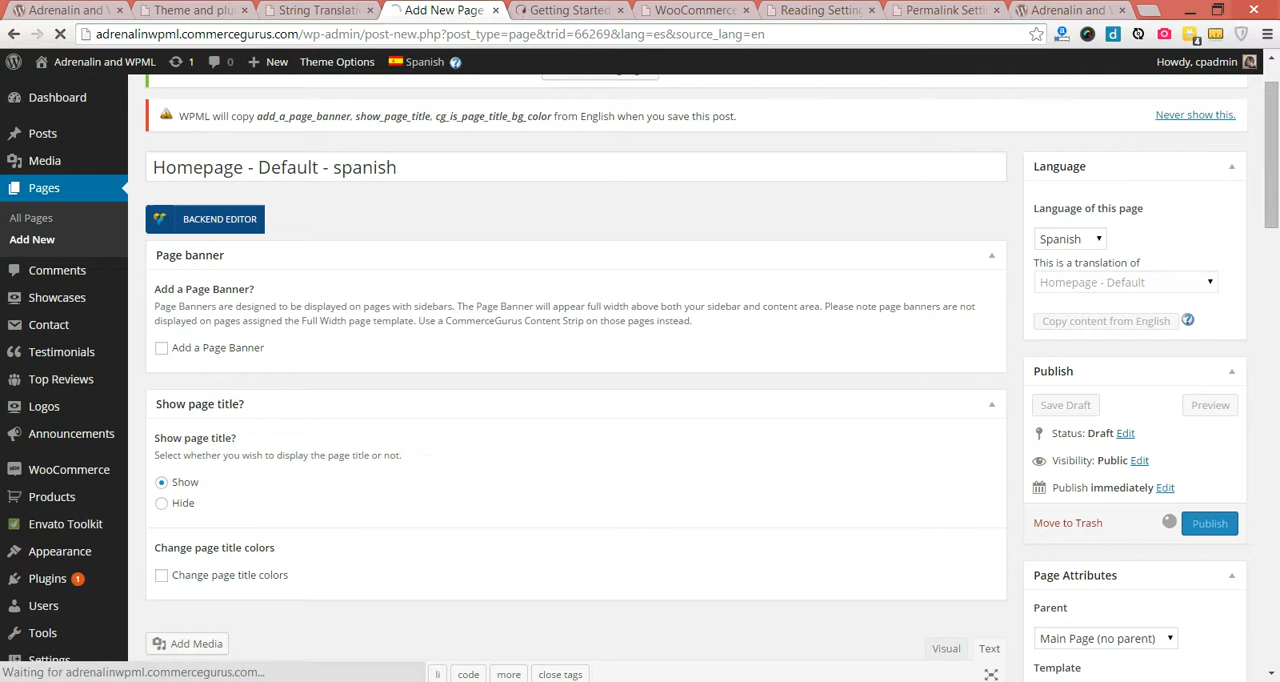 Adrenalin and W
Theme and plu
String Translati
Add New Page
Getting Started
WooCommerce
Reading Settin
Permalink Setti
Adrenalin and W
adrenalinwpml.commercegurus.com/wp-admin/post-new.php?post_type=page&trid=66269&lang=es&source_lang=en
Adrenalin and WPML
1
0
New
Theme Options
Spanish
Howdy, cpadmin
WPML will copy add_a_page_banner, show_page_title, cg_is_page_title_bg_color from English when you save this post.
Never show this.
Dashboard
Posts
Media
Pages
All Pages
Add New
Comments
Showcases
Contact
Testimonials
Top Reviews
Logos
Announcements
WooCommerce
Products
Envato Toolkit
Appearance
Plugins 1
Users
Tools
Settings
Homepage - Default - spanish
BACKEND EDITOR
Page banner
Add a Page Banner?
Page Banners are designed to be displayed on pages with sidebars. The Page Banner will appear full width above both your sidebar and content area. Please note page banners are not
displayed on pages assigned the Full Width page template. Use a CommerceGurus Content Strip on those pages instead.
Add a Page Banner
Show page title?
Show page title?
Select whether you wish to display the page title or not.
Show
Hide
Change page title colors
Change page title colors
Add Media
Visual
Text
li
code
more
close tags
Language
Language of this page
Spanish
This is a translation of
Homepage - Default
Copy content from English
Publish
Save Draft
Preview
Status: Draft Edit
Visibility: Public Edit
Publish immediately Edit
Move to Trash
Publish
Page Attributes
Parent
Main Page (no parent)
Template
Waiting for adrenalinwpml.commercegurus.com...